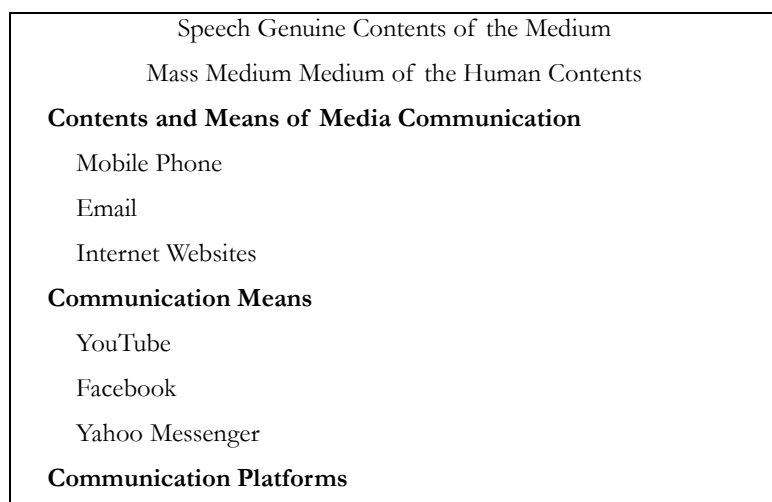 Speech Genuine Contents of the Medium
Mass Medium Medium of the Human Contents
Contents and Means of Media Communication
Mobile Phone
Email
Internet Websites
Communication Means
YouTube
Facebook
Yahoo Messenger
Communication Platforms